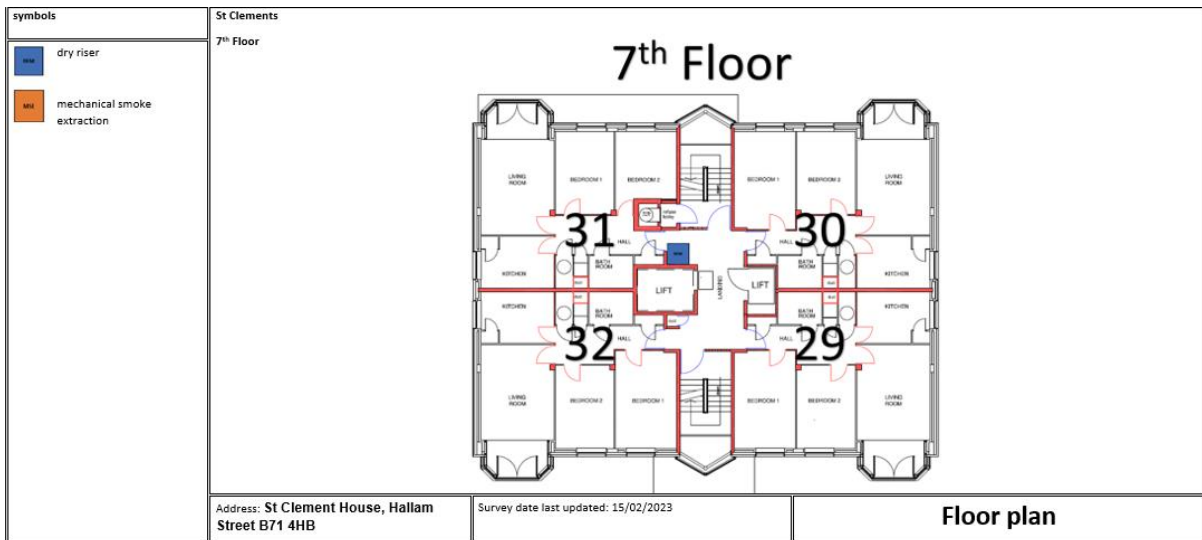 symbols
dry riser
MSE
mechanical smoke
extraction
St Clements
7th Floor
7th Floor
LIVING
ROOM
BEDROOM 1
BEDROOM 2
BEDROOM 1
BEDROOM 2
LIVING
ROOM
31
30
HALL
HALL
BATH
ROOM
BATH
ROOM
KITCHEN
KITCHEN
LIFT
LANDING
LIFT
KITCHEN
KITCHEN
BATH
ROOM
BATH
ROOM
32
29
HALL
HALL
LIVING
ROOM
BEDROOM 2
BEDROOM 1
BEDROOM 1
BEDROOM 2
LIVING
ROOM
Address: St Clement House, Hallam
Street B71 4HB
Survey date last updated: 15/02/2023
Floor plan